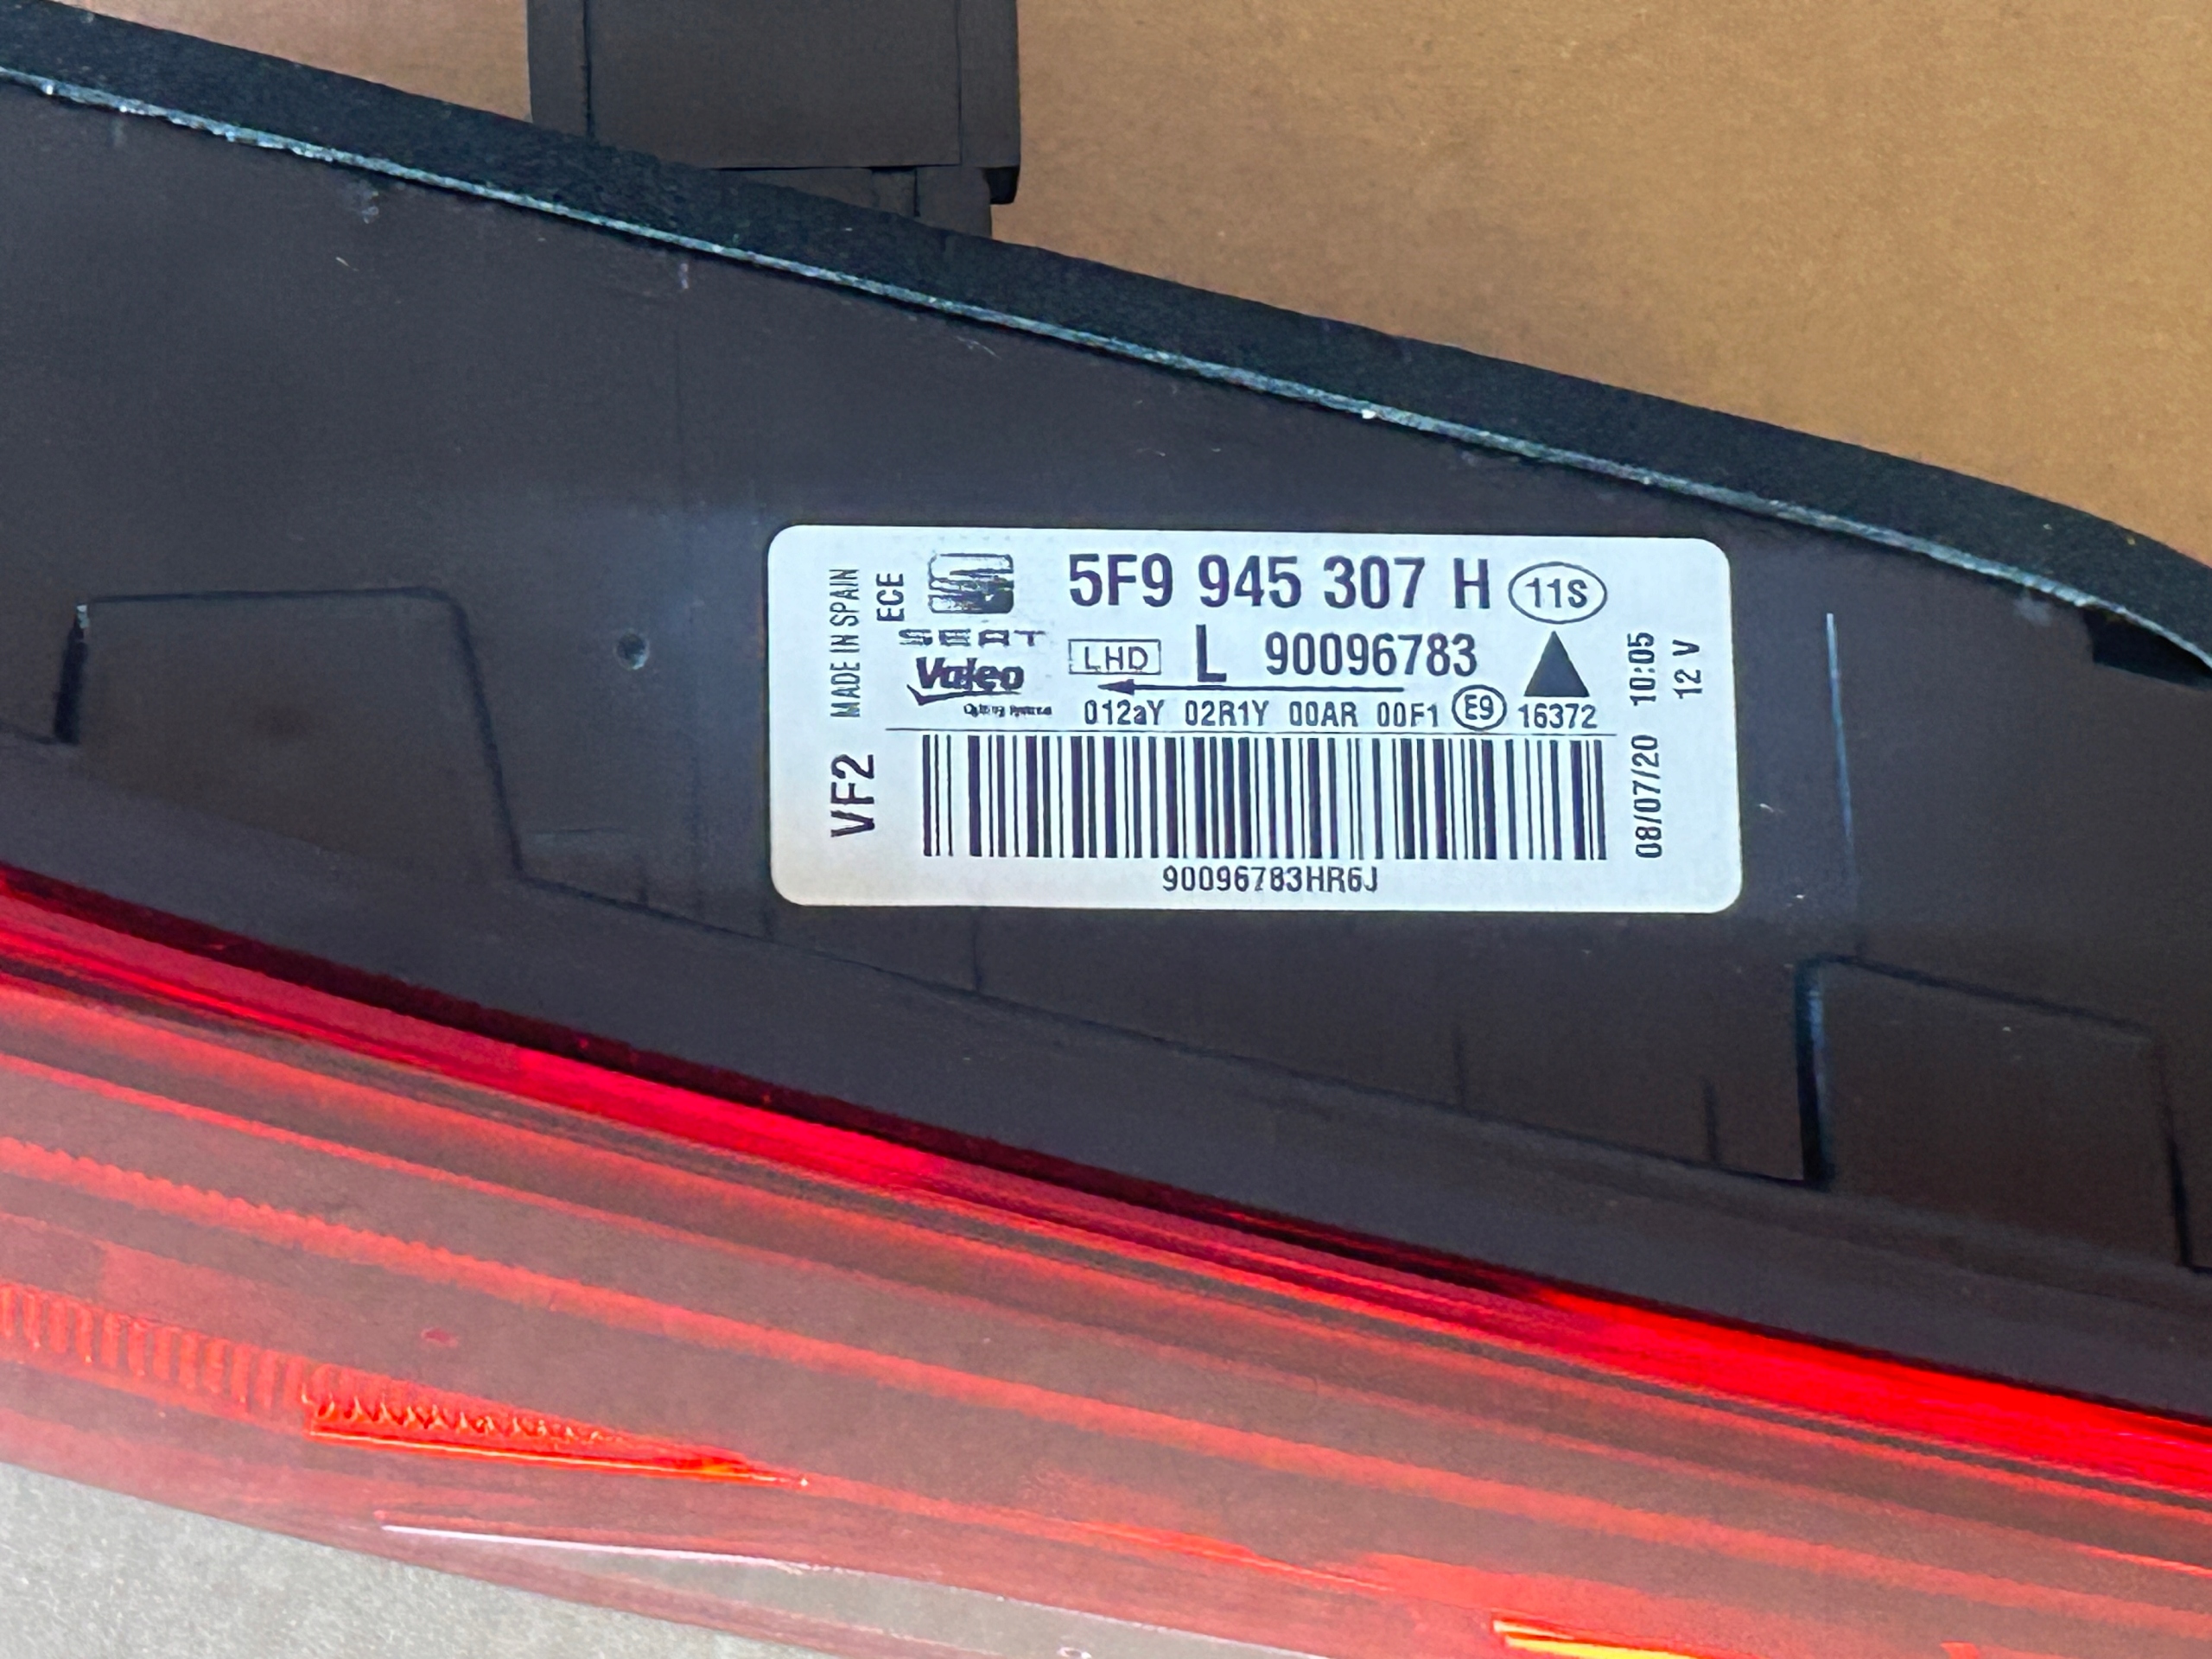 MADE IN SPAIN
ECE
VF2
SEAT
Valeo
5F9 945 307 H 11S
LHD L 90096783
012aY 02R1Y 00AR 00F1 E9 16372
90096783HR6J
08/07/20 10:05
12 V